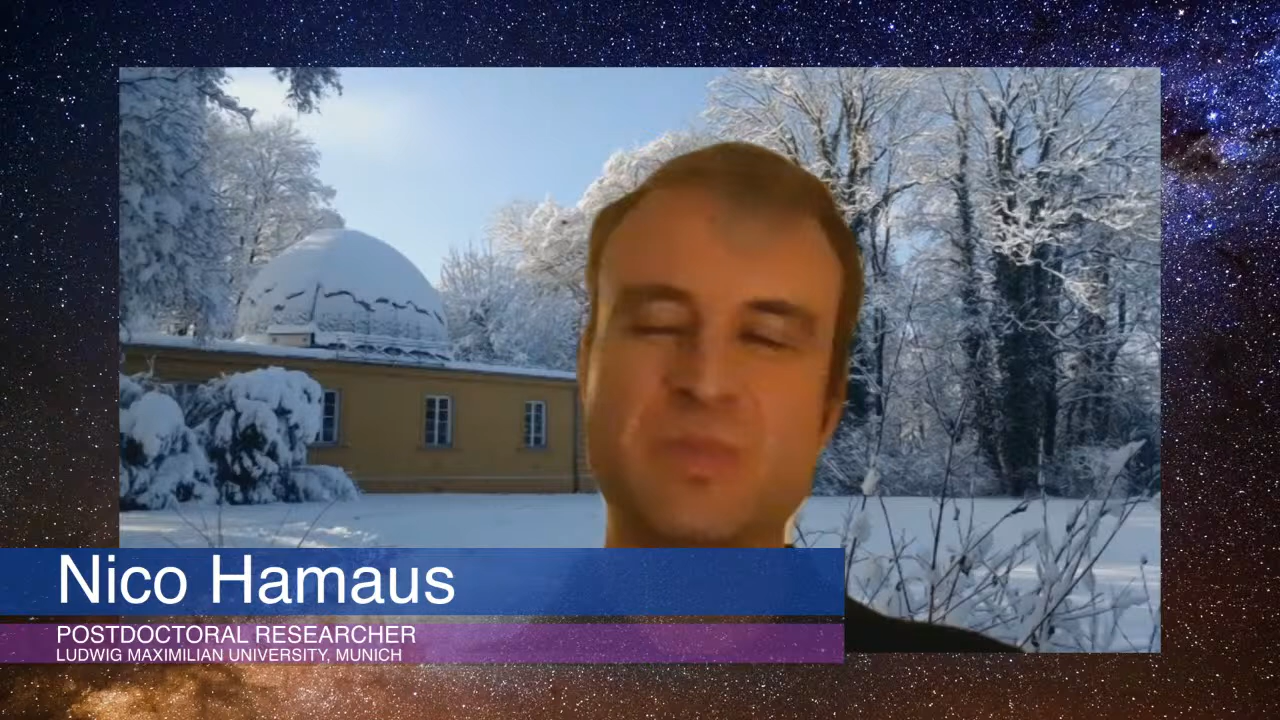 Nico Hamaus
POSTDOCTORAL RESEARCHER
LUDWIG MAXIMILIAN UNIVERSITY, MUNICH